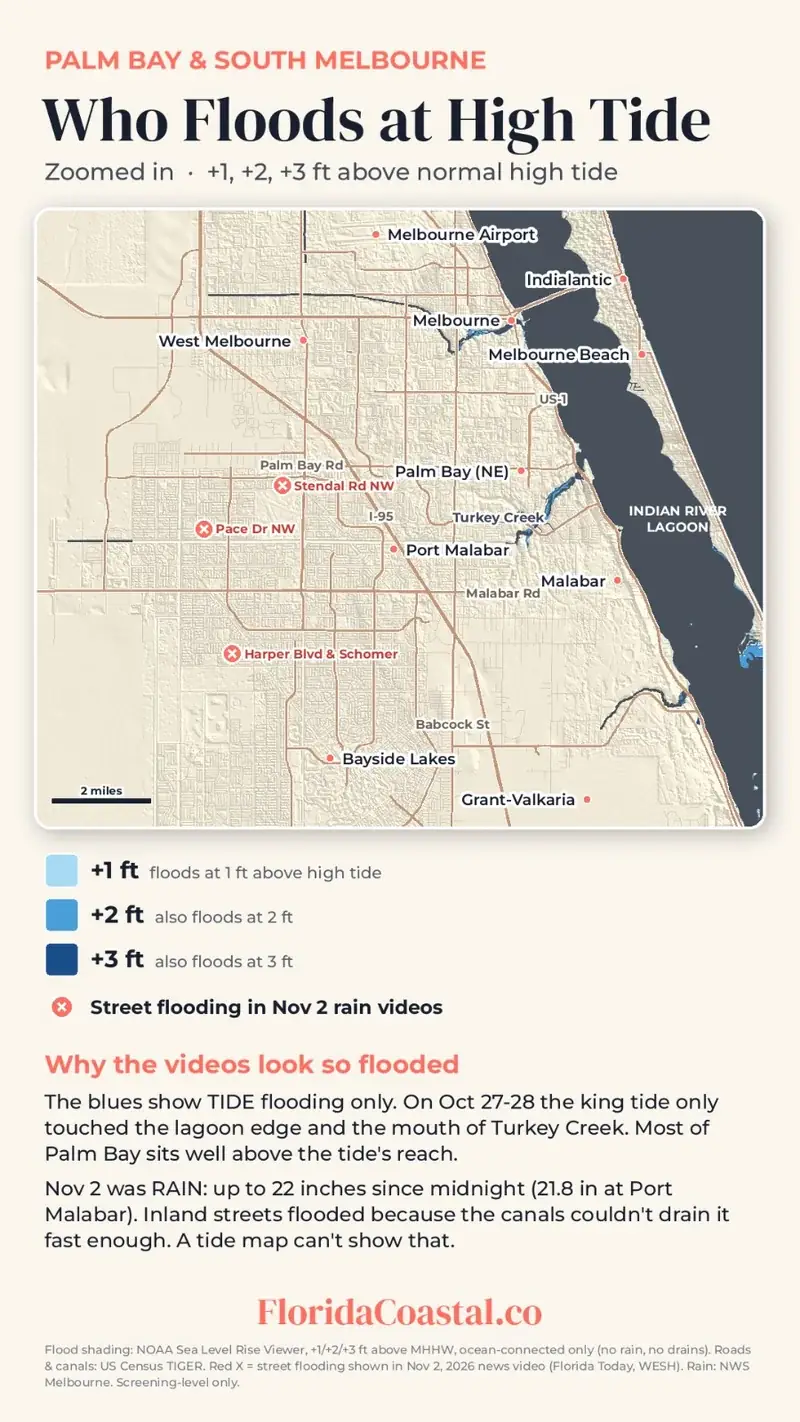 PALM BAY & SOUTH MELBOURNE
Who Floods at High Tide
Zoomed in · +1, +2, +3 ft above normal high tide
Melbourne Airport
Indialantic
Melbourne
West Melbourne
Melbourne Beach
US-1
Palm Bay Rd
Palm Bay (NE)
Stendal Rd NW
INDIAN RIVER
LAGOON
I-95
Turkey Creek
Pace Dr NW
Port Malabar
Malabar
Malabar Rd
Harper Blvd & Schomer
Babcock St
Bayside Lakes
2 miles
Grant-Valkaria
+1 ft floods at 1 ft above high tide
+2 ft also floods at 2 ft
+3 ft also floods at 3 ft
Street flooding in Nov 2 rain videos
Why the videos look so flooded
The blues show TIDE flooding only. On Oct 27-28 the king tide only
touched the lagoon edge and the mouth of Turkey Creek. Most of
Palm Bay sits well above the tide's reach.
Nov 2 was RAIN: up to 22 inches since midnight (21.8 in at Port
Malabar). Inland streets flooded because the canals couldn't drain it
fast enough. A tide map can't show that.
FloridaCoastal.co
Flood shading: NOAA Sea Level Rise Viewer, +1/+2/+3 ft above MHHW, ocean-connected only (no rain, no drains). Roads
& canals: US Census TIGER. Red X = street flooding shown in Nov 2, 2026 news video (Florida Today, WESH). Rain: NWS
Melbourne. Screening-level only.